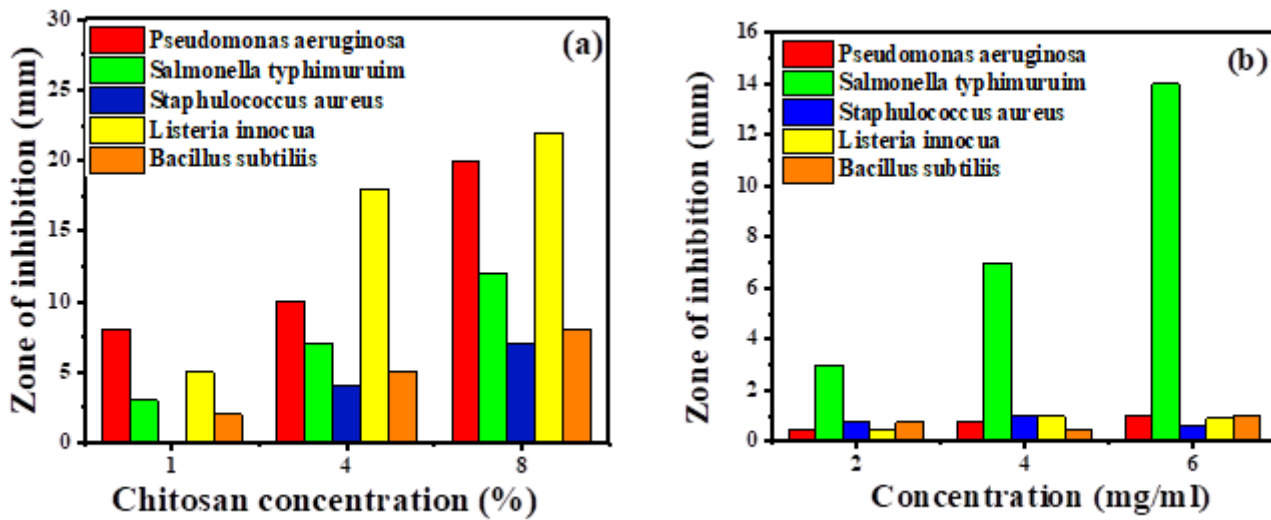 30
25
20
15
10
5
0
Zone of inhibition (mm)
Pseudomonas aeruginosa
Salmonella typhimuruim
Staphulococcus aureus
Listeria innocua
Bacillus subtiliis
(a)
1 4 8
Chitosan concentration (%)
16
14
12
10
8
6
4
2
0
Zone of inhibition (mm)
Pseudomonas aeruginosa
Salmonella typhimuruim
Staphulococcus aureus
Listeria innocua
Bacillus subtiliis
(b)
2 4 6
Concentration (mg/ml)